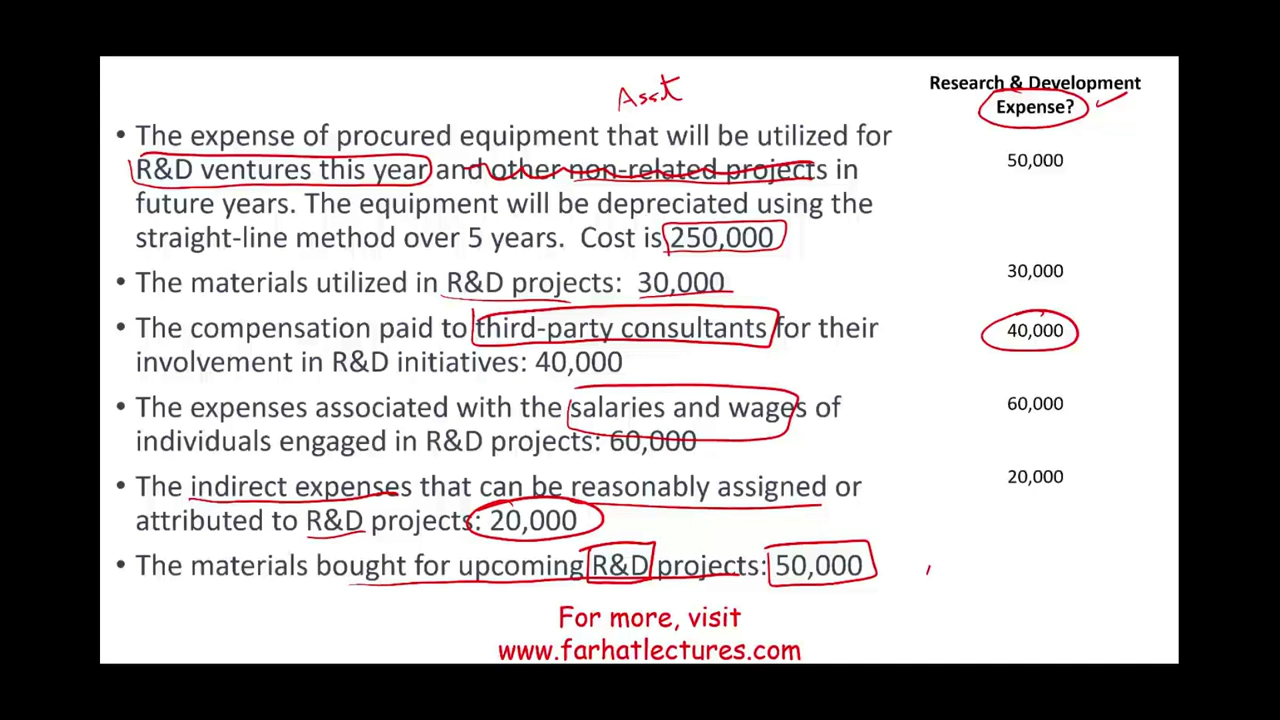 Asset
Research & Development
Expense?
• The expense of procured equipment that will be utilized for
R&D ventures this year and other non-related projects in
future years. The equipment will be depreciated using the
straight-line method over 5 years. Cost is 250,000
50,000
• The materials utilized in R&D projects: 30,000
30,000
• The compensation paid to third-party consultants for their
involvement in R&D initiatives: 40,000
40,000
• The expenses associated with the salaries and wages of
individuals engaged in R&D projects: 60,000
60,000
• The indirect expenses that can be reasonably assigned or
attributed to R&D projects: 20,000
20,000
• The materials bought for upcoming R&D projects: 50,000
For more, visit
www.farhatlectures.com